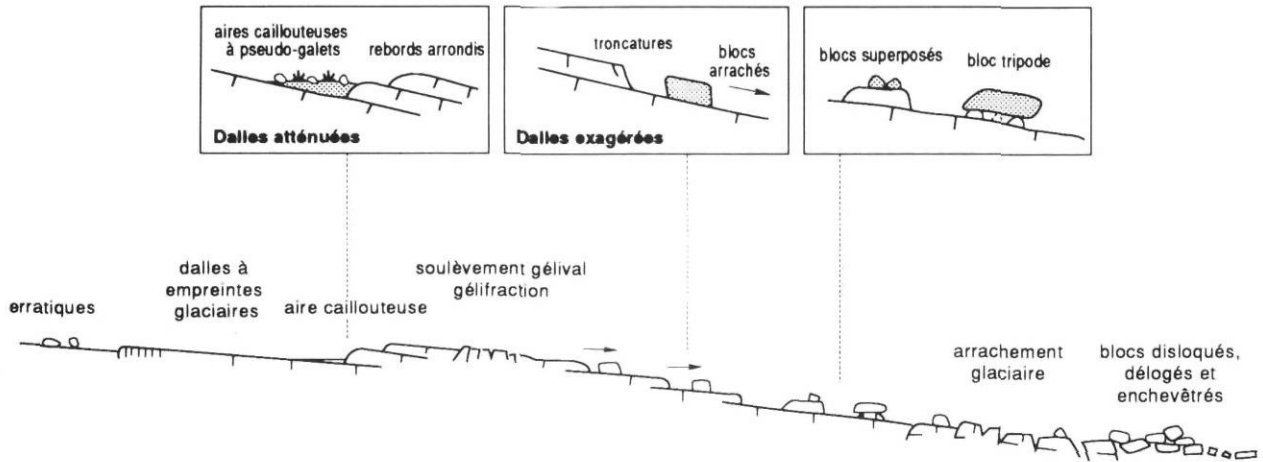 aires caillouteuses
à pseudo-galets
rebords arrondis
Dalles atténuées
troncatures
blocs
arrachés
Dalles exagérées
blocs superposés
bloc tripode
erratiques
dalles à
empreintes
glaciaires
aire caillouteuse
soulèvement gélival
gélifraction
arrachement
glaciaire
blocs disloqués,
délogés et
enchevêtrés